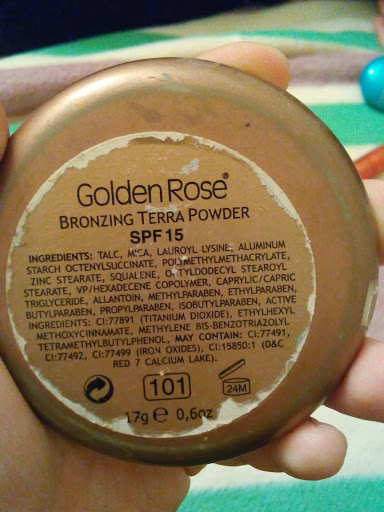 Golden Rose®
BRONZING TERRA POWDER
SPF 15
INGREDIENTS: TALC, MICA, LAUROYL LYSINE, ALUMINUM
STARCH OCTENYLSUCCINATE, POLYMETHYLMETHACRYLATE,
ZINC STEARATE, SQUALENE, OCTYLDODECYL STEAROYL
STEARATE, VP/HEXADECENE COPOLYMER, CAPRYLIC/CAPRIC
TRIGLYCERIDE, ALLANTOIN, METHYLPARABEN, ETHYLPARABEN,
BUTYLPARABEN, PROPYLPARABEN, ISOBUTYLPARABEN, ACTIVE
INGREDIENTS: CI:77891 (TITANIUM DIOXIDE), ETHYLHEXYL
METHOXYCINNAMATE, METHYLENE BIS-BENZOTRIAZOLYL
TETRAMETHYLBUTYLPHENOL, MAY CONTAIN: CI:77491,
CI:77492, CI:77499 (IRON OXIDES), CI:15850:1 (D&C
RED 7 CALCIUM LAKE).
101
24M
17g e 0,6oz